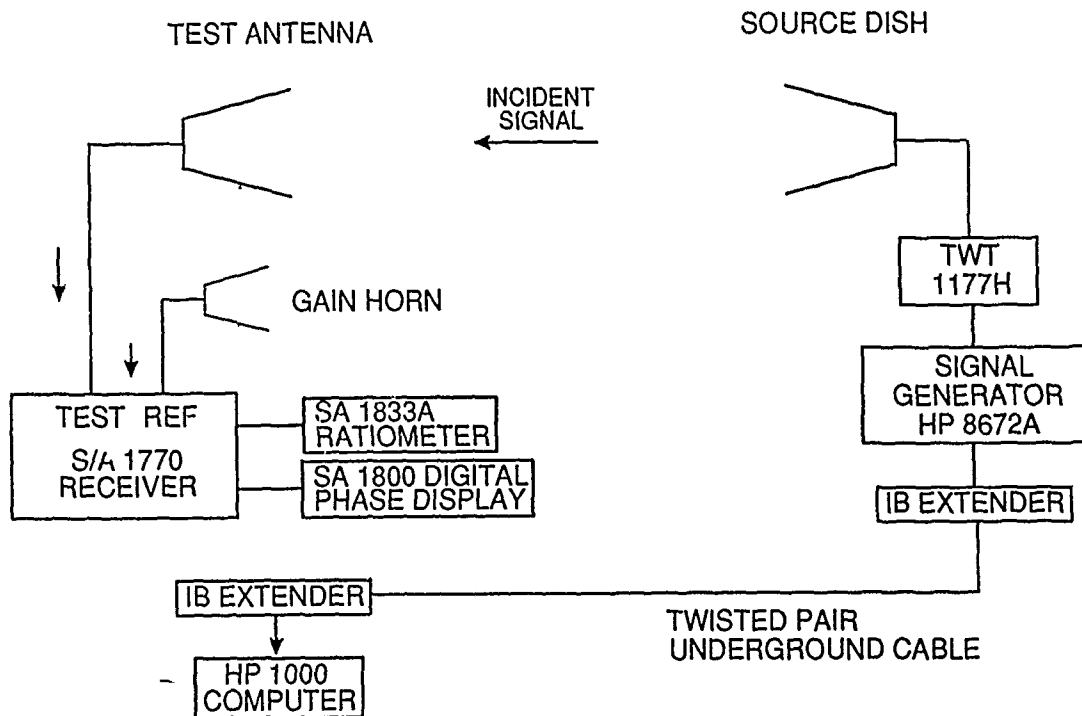 TEST ANTENNA
SOURCE DISH
INCIDENT
SIGNAL
TWT
1177H
GAIN HORN
SIGNAL
GENERATOR
HP 8672A
TEST REF
S/A 1770
RECEIVER
SA 1833A
RATIOMETER
SA 1800 DIGITAL
PHASE DISPLAY
IB EXTENDER
IB EXTENDER
TWISTED PAIR
UNDERGROUND CABLE
HP 1000
COMPUTER